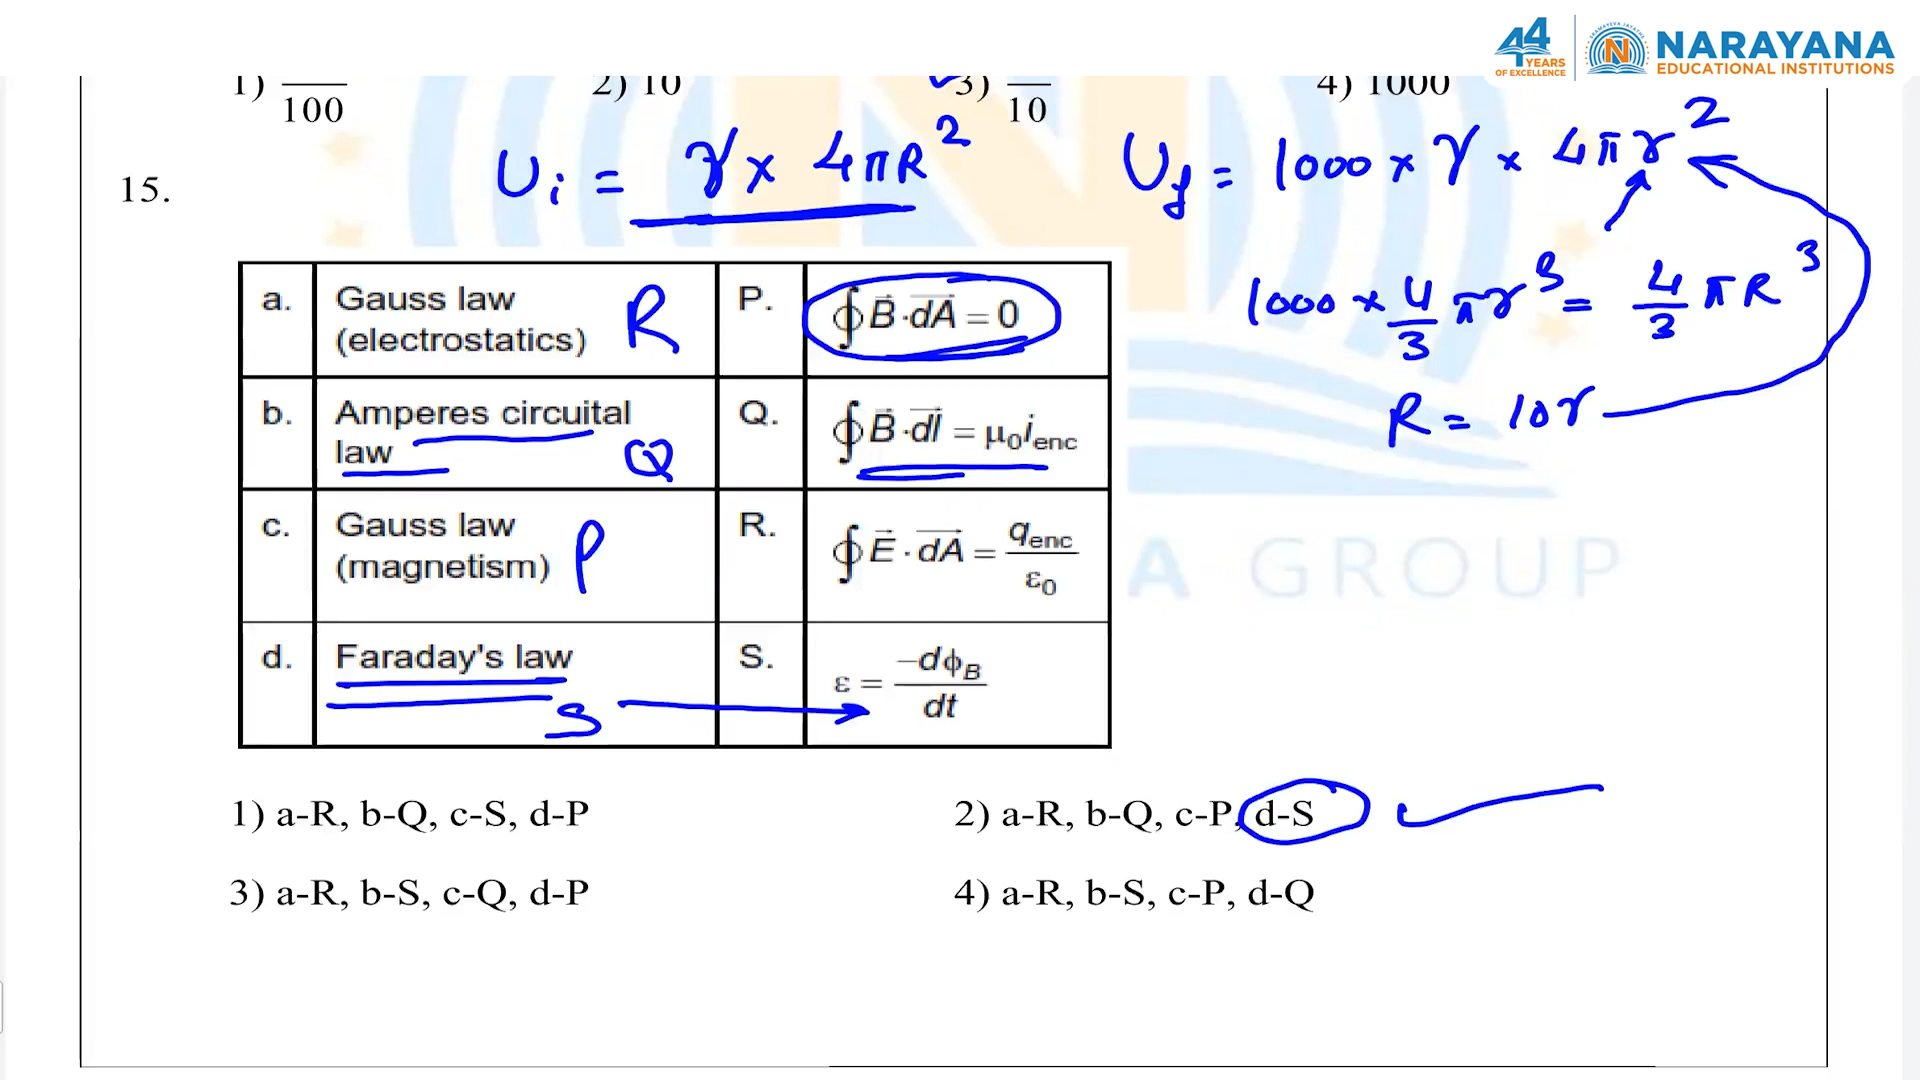 44 YEARS OF EXCELLENCE
NARAYANA
EDUCATIONAL INSTITUTIONS
1) /100 2) 10 3) /10 4) 1000
U_i = γ × 4πR² U_f = 1000 × γ × 4πr²
15.
1000 × 4/3 πr³ = 4/3 πR³
R = 10r
a. Gauss law (electrostatics) R P. ∮B⃗·dA⃗ = 0
b. Amperes circuital law Q Q. ∮B⃗·dl⃗ = μ₀i_enc
c. Gauss law (magnetism) P R. ∮E⃗·dA⃗ = q_enc/ε₀
d. Faraday's law S S. ε = −dϕ_B/dt
A GROUP
1) a-R, b-Q, c-S, d-P 2) a-R, b-Q, c-P, d-S
3) a-R, b-S, c-Q, d-P 4) a-R, b-S, c-P, d-Q